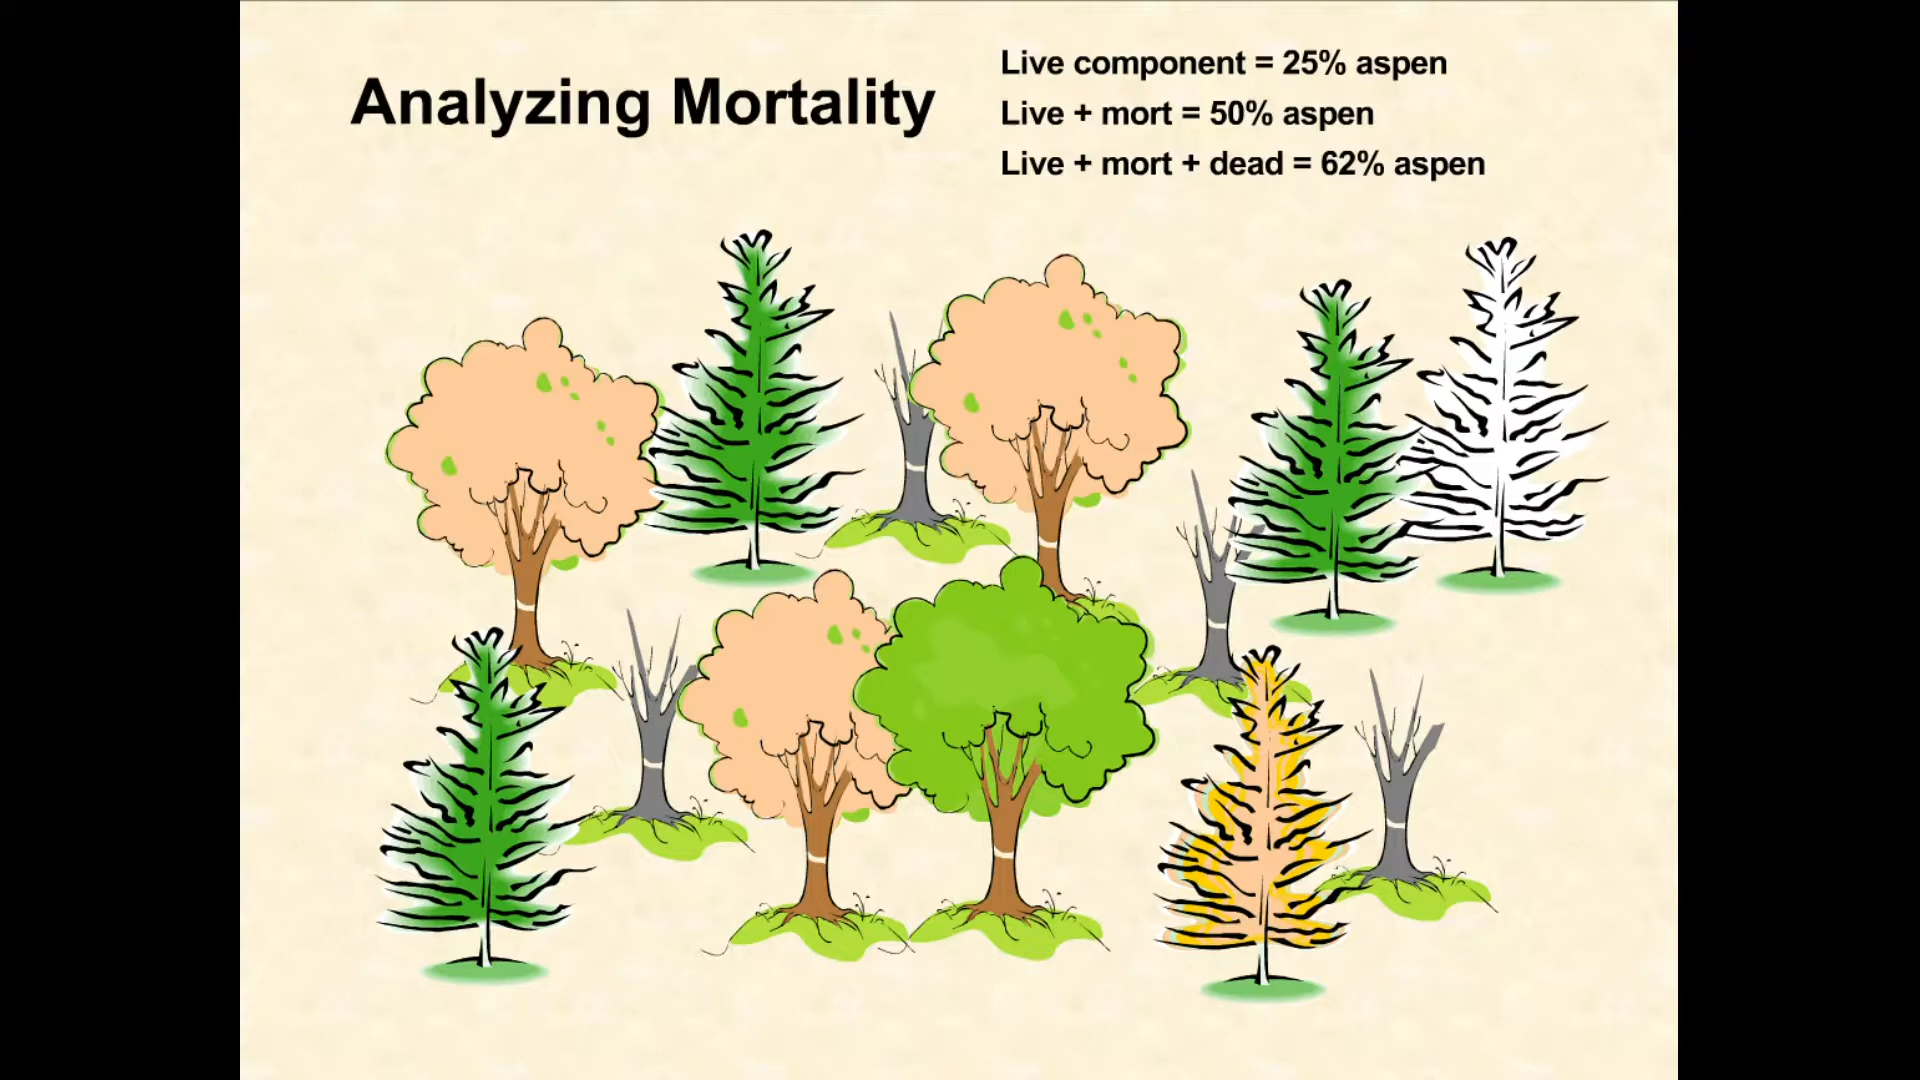 Analyzing Mortality
Live component = 25% aspen
Live + mort = 50% aspen
Live + mort + dead = 62% aspen